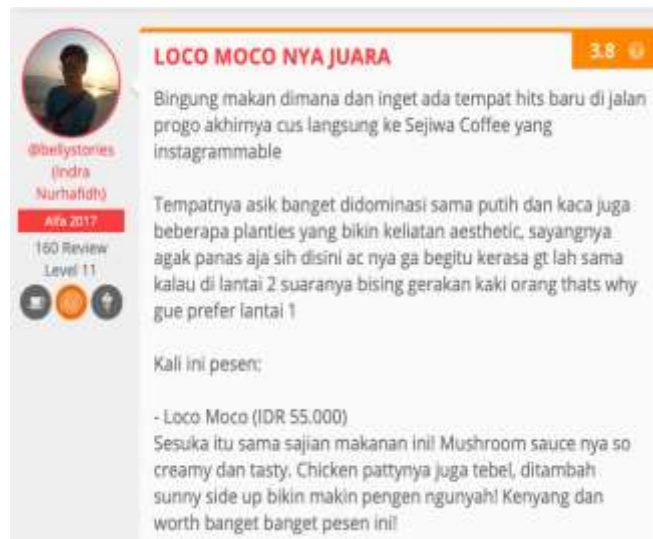 LOCO MOCO NYA JUARA
3.8
Bingung makan dimana dan inget ada tempat hits baru di jalan
progo akhirnya cus langsung ke Sejiwa Coffee yang
instagrammable
@bellystories
(Indra
Nurhafidh)
Alfa 2017
160 Review
Level 11
Tempatnya asik banget didominasi sama putih dan kaca juga
beberapa planties yang bikin keliatan aesthetic, sayangnya
agak panas aja sih disini ac nya ga begitu kerasa gt lah sama
kalau di lantai 2 suaranya bising gerakan kaki orang thats why
gue prefer lantai 1
Kali ini pesen:
- Loco Moco (IDR 55.000)
Sesuka itu sama sajian makanan ini! Mushroom sauce nya so
creamy dan tasty. Chicken pattynya juga tebel, ditambah
sunny side up bikin makin pengen ngunyah! Kenyang dan
worth banget banget pesen ini!